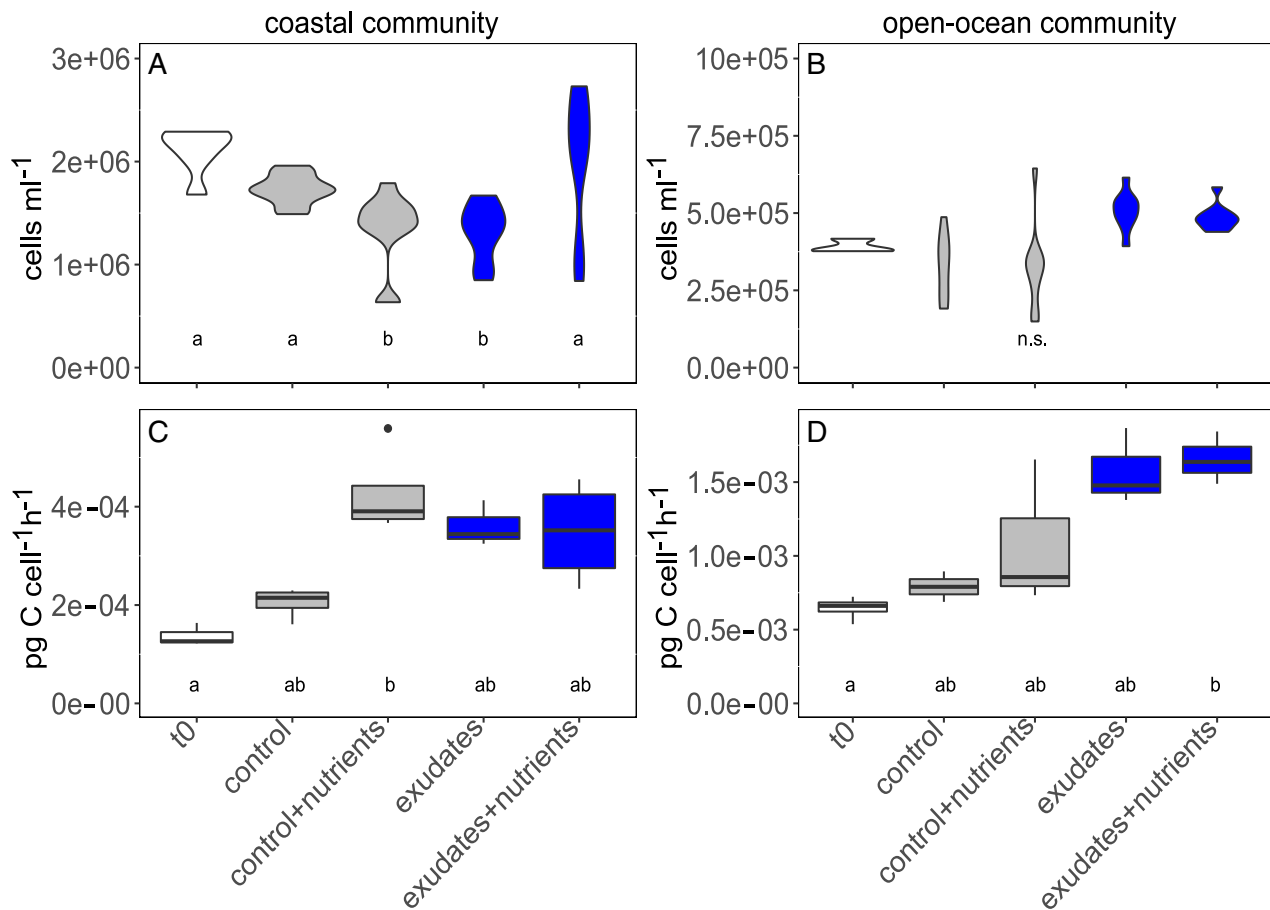 coastal community
open-ocean community
A
3e+06
2e+06
1e+06
0e+00
cells ml⁻¹
a a b b a
B
10e+05
7.5e+05
5.0e+05
2.5e+05
0.0e+00
cells ml⁻¹
n.s.
C
4e−04
2e−04
0e−00
pg C cell⁻¹h⁻¹
a ab b ab ab
t0
control
control+nutrients
exudates
exudates+nutrients
D
1.5e−03
1.0e−03
0.5e−03
0.0e−00
pg C cell⁻¹h⁻¹
a ab ab ab b
t0
control
control+nutrients
exudates
exudates+nutrients